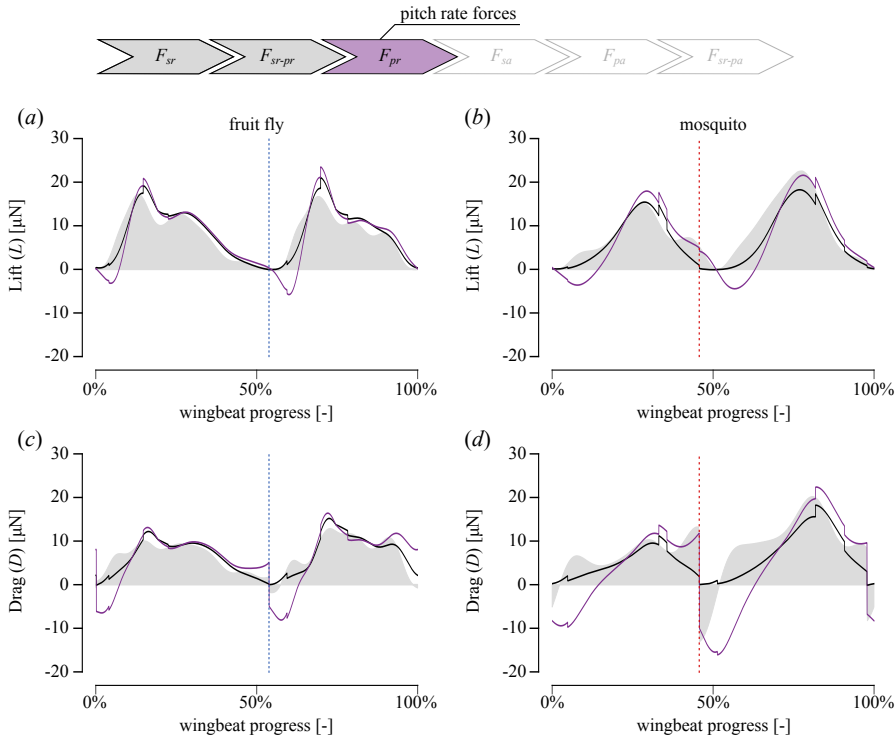 pitch rate forces
F_sr F_sr-pr F_pr F_sa F_pa F_sr-pa
(a) fruit fly
30
20
10
0
-10
-20
Lift (L) [μN]
0% 50% 100%
wingbeat progress [-]
(b) mosquito
30
20
10
0
-10
-20
Lift (L) [μN]
0% 50% 100%
wingbeat progress [-]
(c)
30
20
10
0
-10
-20
Drag (D) [μN]
0% 50% 100%
wingbeat progress [-]
(d)
30
20
10
0
-10
-20
Drag (D) [μN]
0% 50% 100%
wingbeat progress [-]